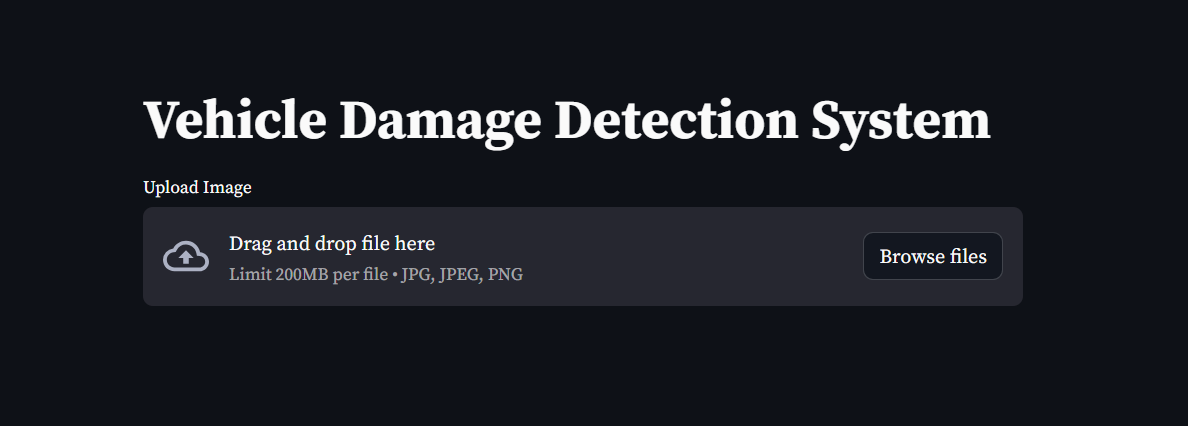 Vehicle Damage Detection System
Upload Image
Drag and drop file here
Limit 200MB per file • JPG, JPEG, PNG
Browse files